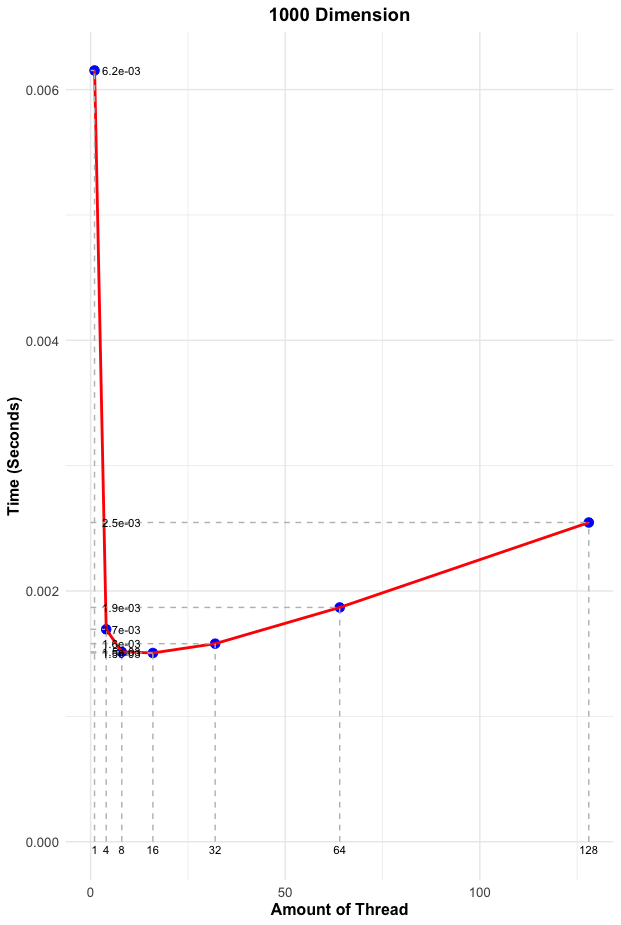 1000 Dimension
6.2e-03
0.006
0.004
Time (Seconds)
2.5e-03
0.002
1.9e-03
1.6e-03
0.000
1 4 8 16 32 64 128
0 50 100
Amount of Thread